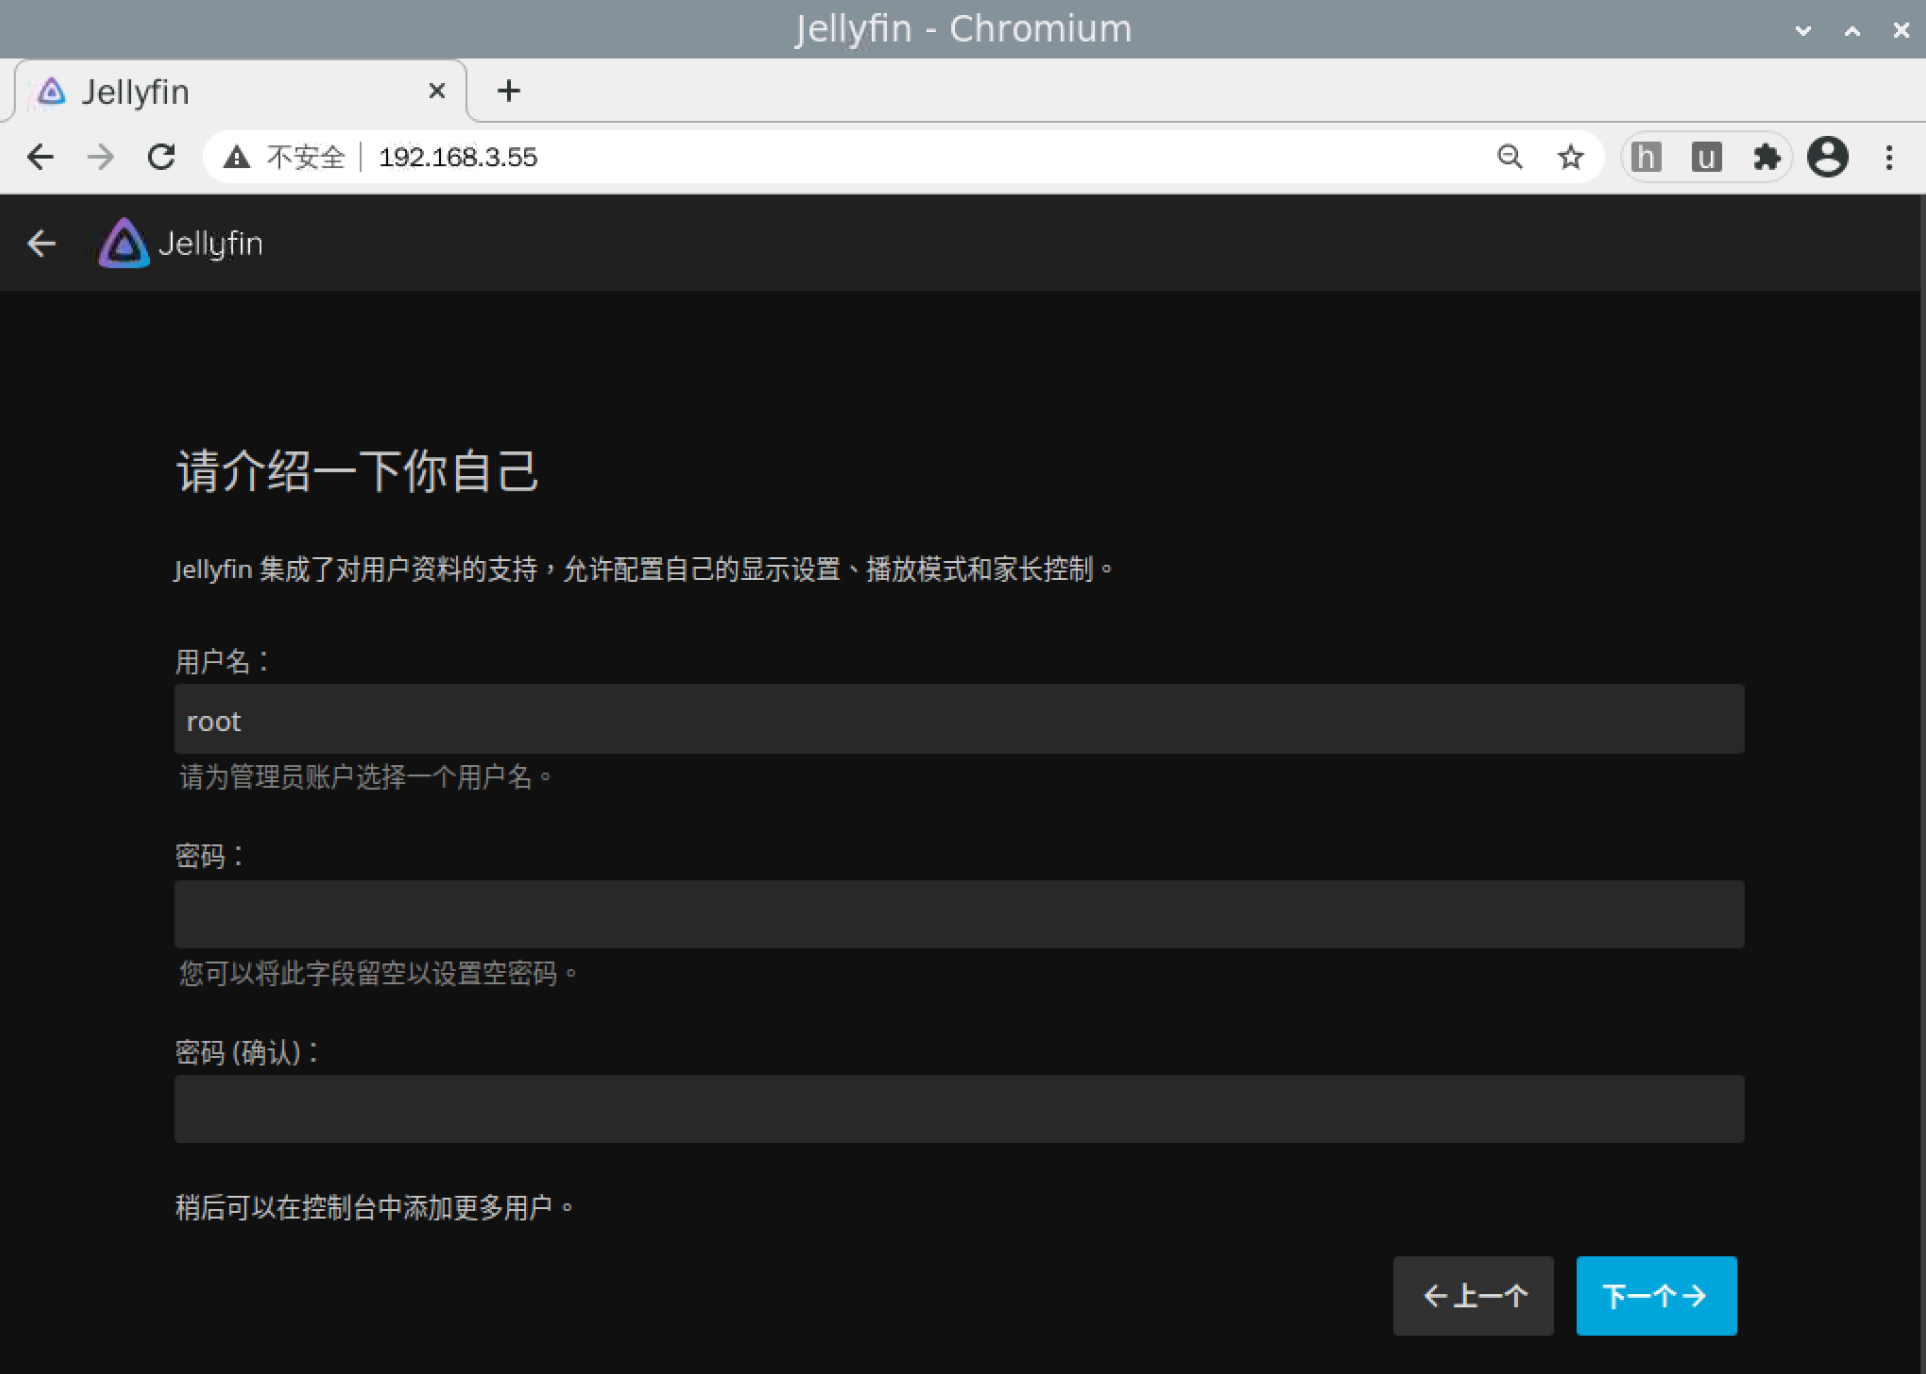 Jellyfin - Chromium
Jellyfin
不安全 192.168.3.55
h u
Jellyfin
请介绍一下你自己
Jellyfin 集成了对用户资料的支持，允许配置自己的显示设置、播放模式和家长控制。
用户名：
root
请为管理员账户选择一个用户名。
密码：
您可以将此字段留空以设置空密码。
密码 (确认)：
稍后可以在控制台中添加更多用户。
←上一个 下一个→